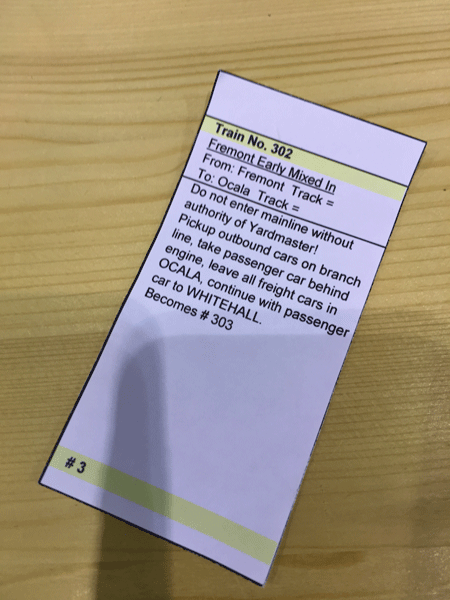 Train No. 302
Fremont Early Mixed In
From: Fremont Track =
To: Ocala Track =
Do not enter mainline without
authority of Yardmaster!
Pickup outbound cars on branch
line, take passenger car behind
engine, leave all freight cars in
OCALA, continue with passenger
car to WHITEHALL.
Becomes # 303
# 3